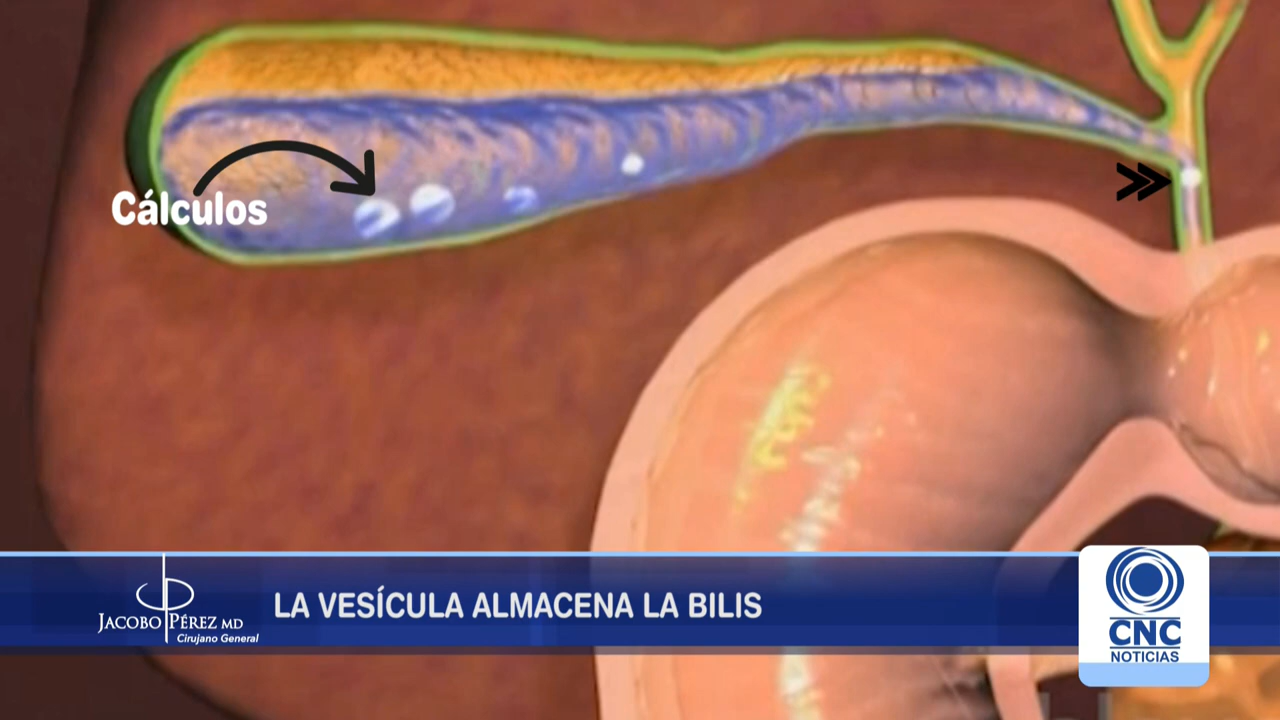 Cálculos
LA VESÍCULA ALMACENA LA BILIS
JACOBO PÉREZ MD
Cirujano General
CNC
NOTICIAS